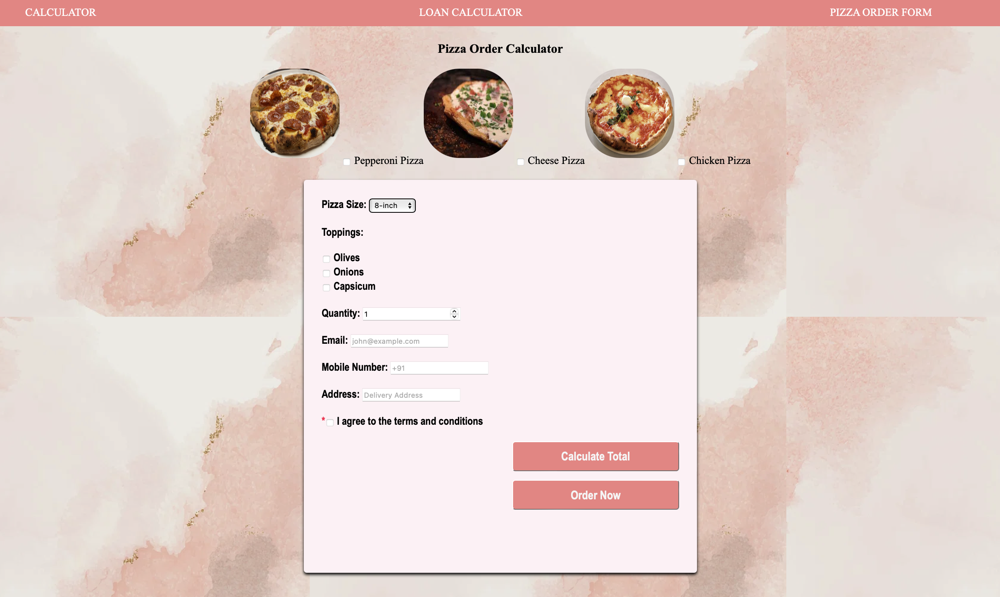 CALCULATOR LOAN CALCULATOR PIZZA ORDER FORM
Pizza Order Calculator
Pepperoni Pizza Cheese Pizza Chicken Pizza
Pizza Size: 8-inch
Toppings:
Olives
Onions
Capsicum
Quantity: 1
Email: john@example.com
Mobile Number: +91
Address: Delivery Address
* I agree to the terms and conditions
Calculate Total
Order Now